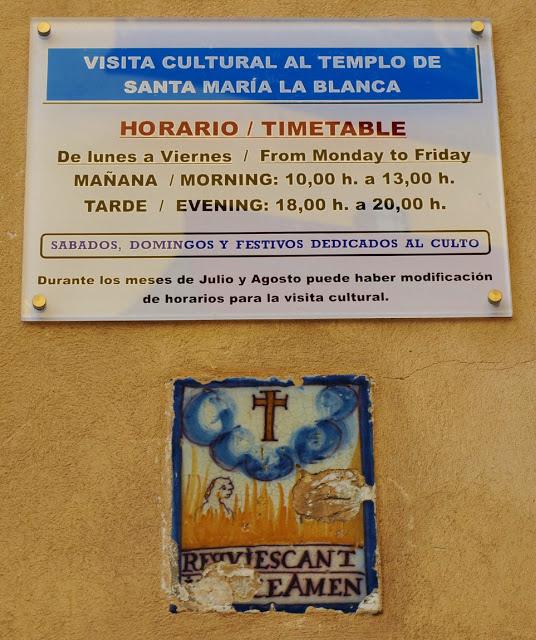 VISITA CULTURAL AL TEMPLO DE
SANTA MARÍA LA BLANCA
HORARIO / TIMETABLE
De lunes a Viernes / From Monday to Friday
MAÑANA / MORNING: 10,00 h. a 13,00 h.
TARDE / EVENING: 18,00 h. a 20,00 h.
SABADOS, DOMINGOS Y FESTIVOS DEDICADOS AL CULTO
Durante los meses de Julio y Agosto puede haber modificación
de horarios para la visita cultural.
REQVIESCANT
AMEN